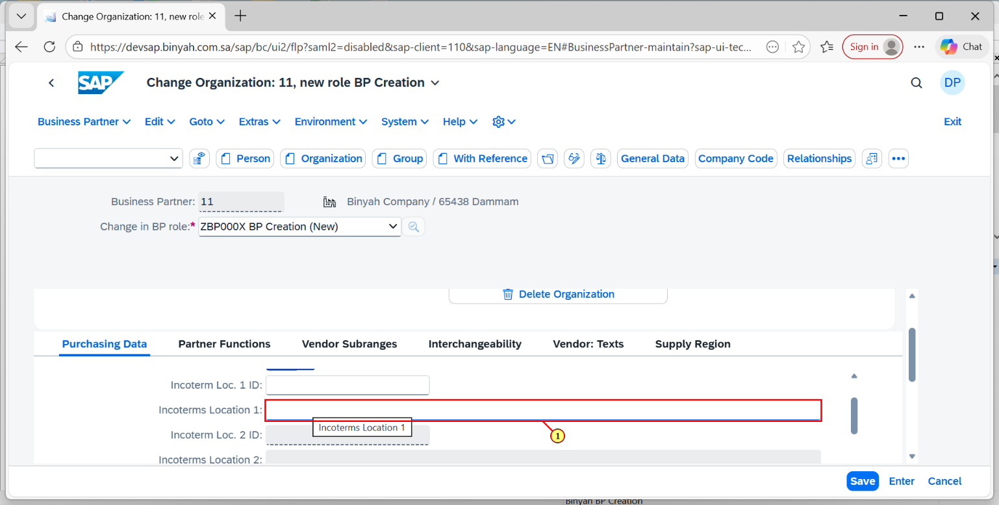 Change Organization: 11, new role
https://devsap.binyah.com.sa/sap/bc/ui2/flp?saml2=disabled&sap-client=110&sap-language=EN#BusinessPartner-maintain?sap-ui-tec...
Sign in
Chat
SAP
Change Organization: 11, new role BP Creation
DP
Business Partner Edit Goto Extras Environment System Help Exit
Person Organization Group With Reference General Data Company Code Relationships
Business Partner: 11 Binyah Company / 65438 Dammam
Change in BP role:* ZBP000X BP Creation (New)
Delete Organization
Purchasing Data Partner Functions Vendor Subranges Interchangeability Vendor: Texts Supply Region
Incoterm Loc. 1 ID:
Incoterms Location 1:
Incoterms Location 1
1
Incoterm Loc. 2 ID:
Incoterms Location 2:
Save Enter Cancel
Binyah BP Creation